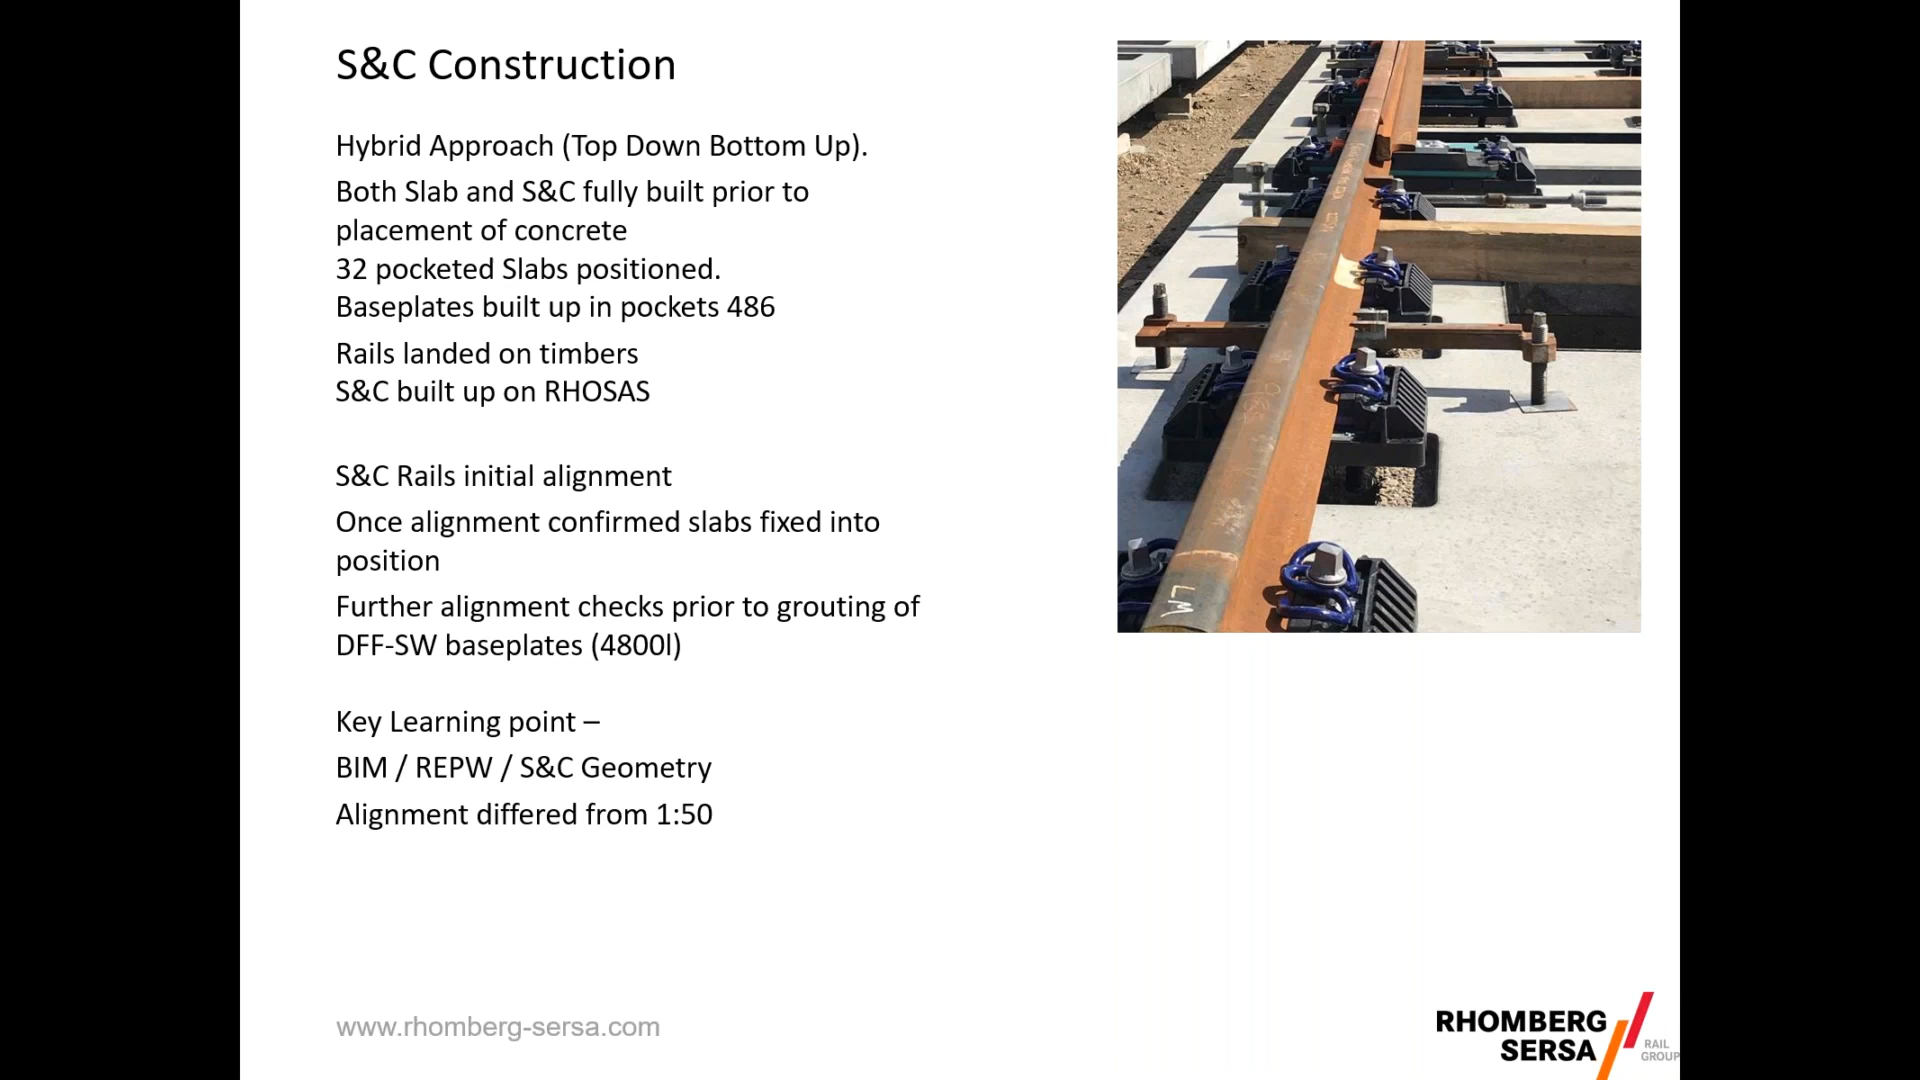 S&C Construction
Hybrid Approach (Top Down Bottom Up).
Both Slab and S&C fully built prior to
placement of concrete
32 pocketed Slabs positioned.
Baseplates built up in pockets 486
Rails landed on timbers
S&C built up on RHOSAS
S&C Rails initial alignment
Once alignment confirmed slabs fixed into
position
Further alignment checks prior to grouting of
DFF-SW baseplates (4800l)
Key Learning point –
BIM / REPW / S&C Geometry
Alignment differed from 1:50
LM
www.rhomberg-sersa.com
RHOMBERG
SERSA
RAIL
GROUP